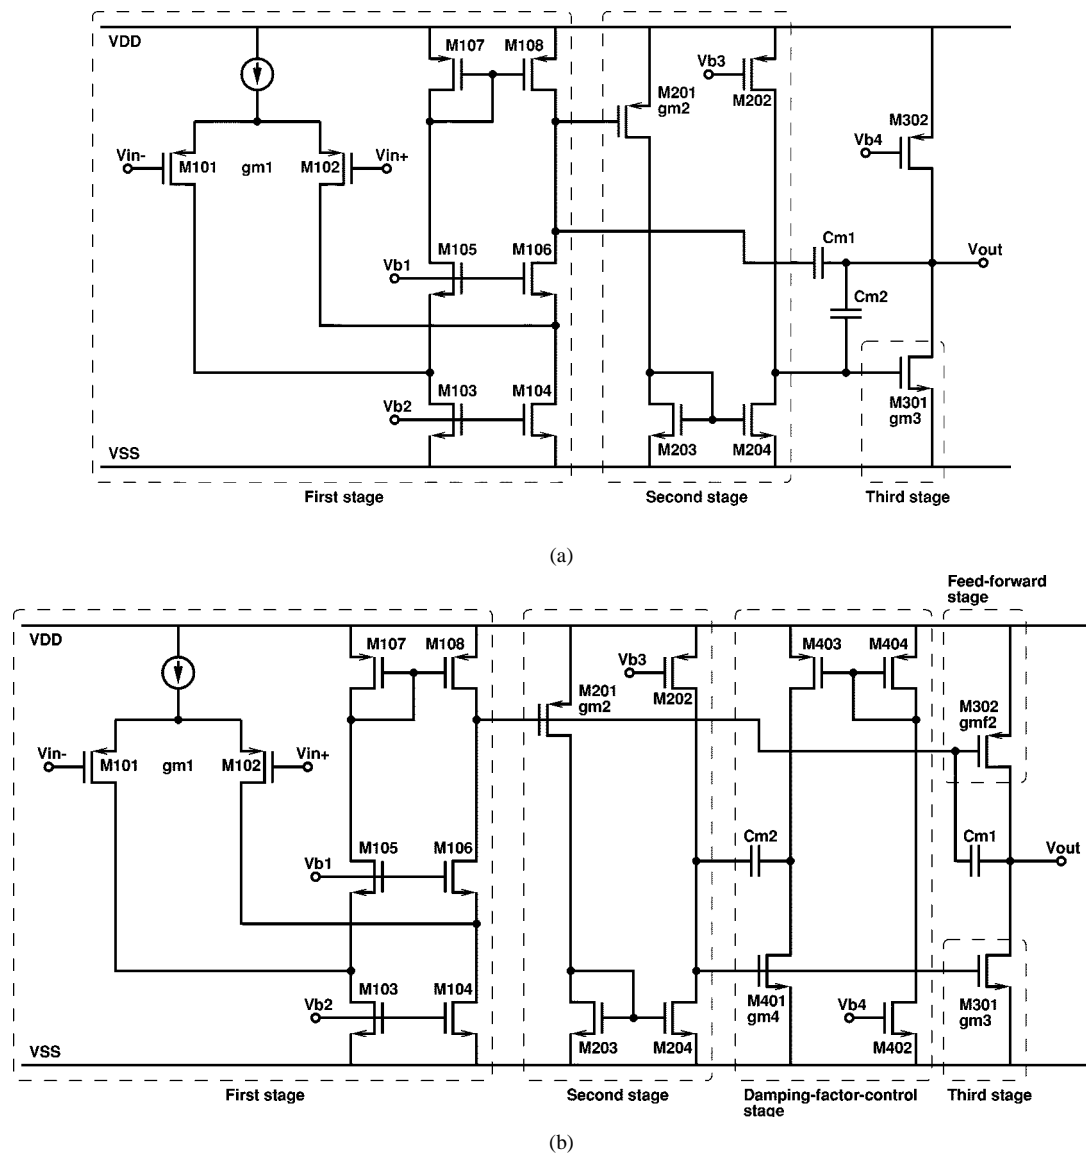 VDD
M107
M108
Vb3
M201
gm2
M202
M302
Vb4
Vin-
M101
gm1
M102
Vin+
M105
M106
Vb1
Cm1
Vout
Cm2
M103
M104
Vb2
M301
gm3
VSS
M203
M204
First stage
Second stage
Third stage
(a)
Feed-forward
stage
VDD
M107
M108
Vb3
M201
gm2
M202
M403
M404
M302
gmf2
Vin-
M101
gm1
M102
Vin+
M105
M106
Vb1
Cm2
Cm1
Vout
M103
M104
Vb2
M401
gm4
Vb4
M301
gm3
VSS
M203
M204
M402
First stage
Second stage
Damping-factor-control
stage
Third stage
(b)